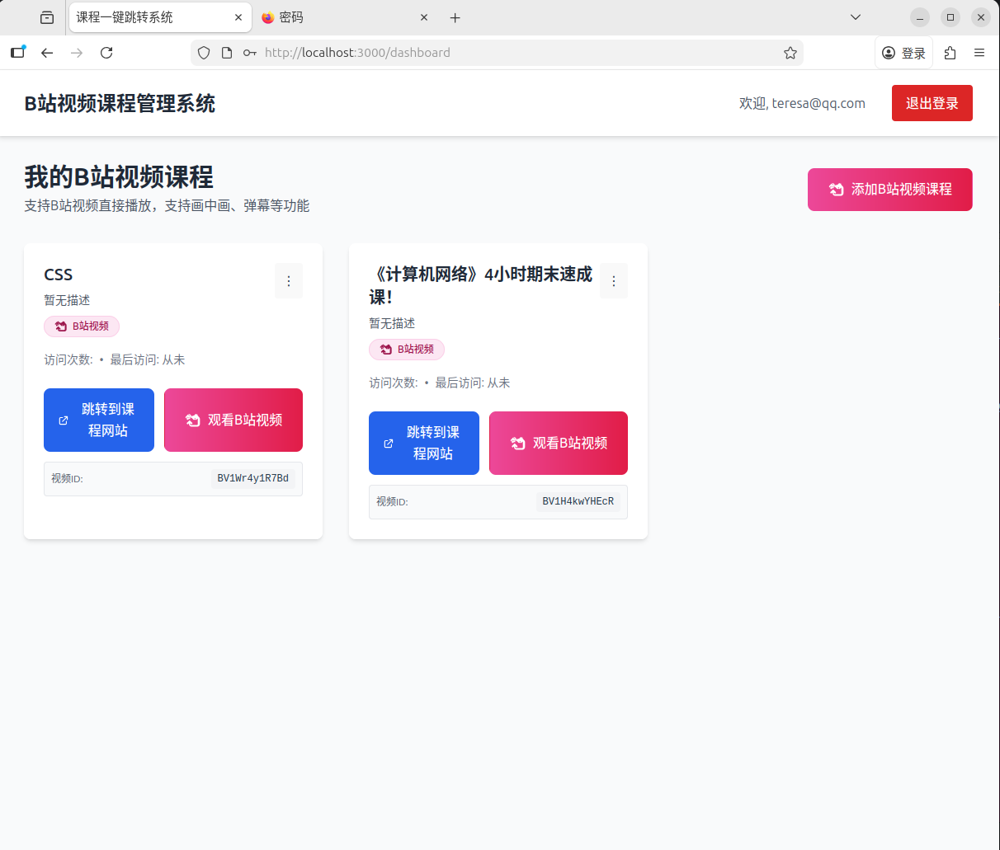 课程一键跳转系统
密码
http://localhost:3000/dashboard
登录
B站视频课程管理系统
欢迎, teresa@qq.com
退出登录
我的B站视频课程
支持B站视频直接播放，支持画中画、弹幕等功能
添加B站视频课程
CSS
暂无描述
B站视频
访问次数: • 最后访问: 从未
跳转到课
程网站
观看B站视频
视频ID:
BV1Wr4y1R7Bd
《计算机网络》4小时期末速成
课！
暂无描述
B站视频
访问次数: • 最后访问: 从未
跳转到课
程网站
观看B站视频
视频ID:
BV1H4kwYHEcR